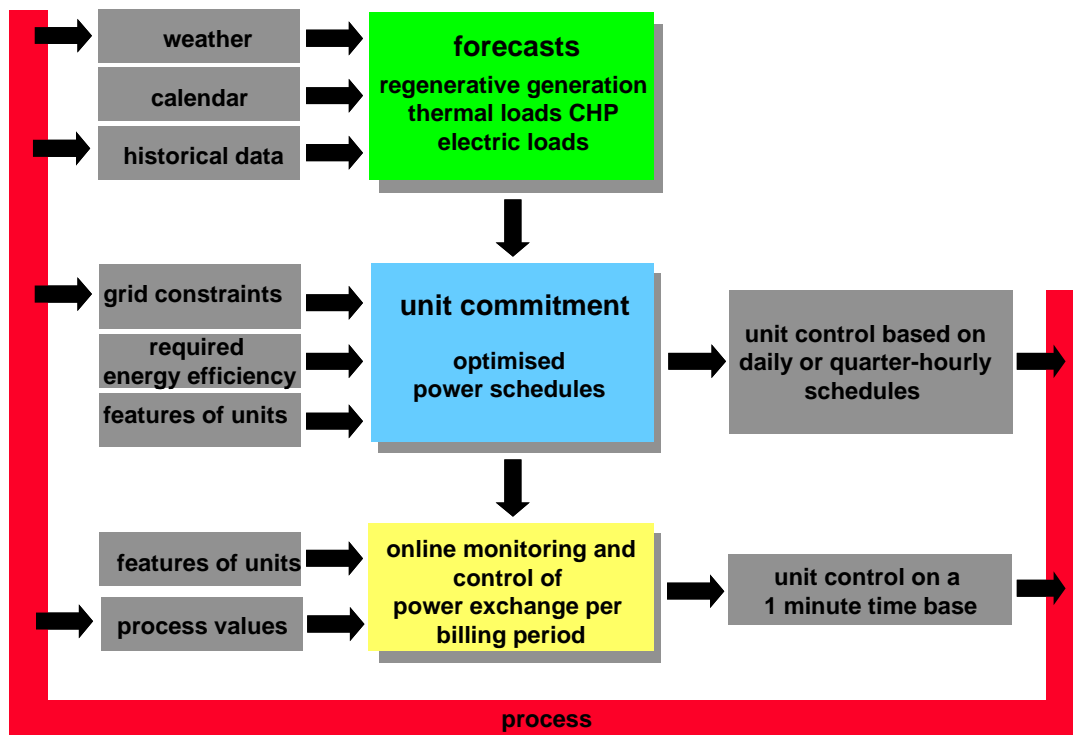 weather
calendar
historical data
forecasts
regenerative generation
thermal loads CHP
electric loads
grid constraints
required
energy efficiency
features of units
unit commitment
optimised
power schedules
unit control based on
daily or quarter-hourly
schedules
features of units
process values
online monitoring and
control of
power exchange per
billing period
unit control on a
1 minute time base
process